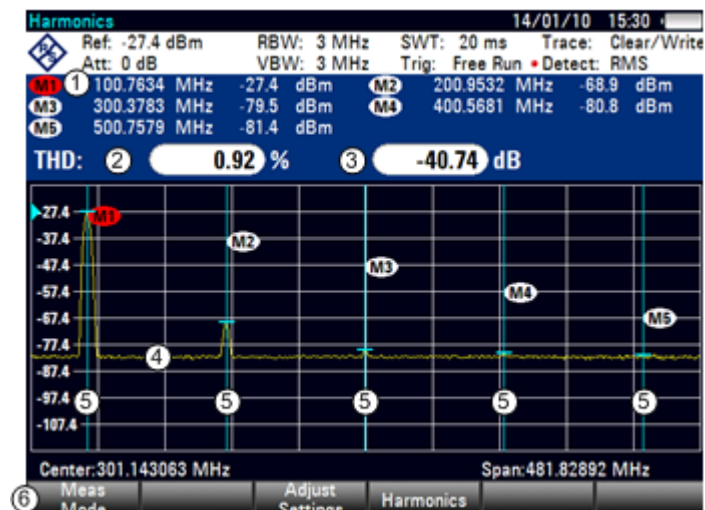 Harmonics 14/01/10 15:30
Ref: -27.4 dBm RBW: 3 MHz SWT: 20 ms Trace: Clear/Write
Att: 0 dB VBW: 3 MHz Trig: Free Run • Detect: RMS
M1 ① 100.7634 MHz -27.4 dBm M2 200.9532 MHz -68.9 dBm
M3 300.3783 MHz -79.5 dBm M4 400.5681 MHz -80.8 dBm
M5 500.7579 MHz -81.4 dBm
THD: ② 0.92 % ③ -40.74 dB
-27.4 M1
-37.4 M2
-47.4 M3
-57.4 M4
-67.4 M5
-77.4
④
-87.4
-97.4 ⑤ ⑤ ⑤ ⑤ ⑤
-107.4
Center:301.143063 MHz Span:481.82892 MHz
⑥ Meas Mode Adjust Settings Harmonics